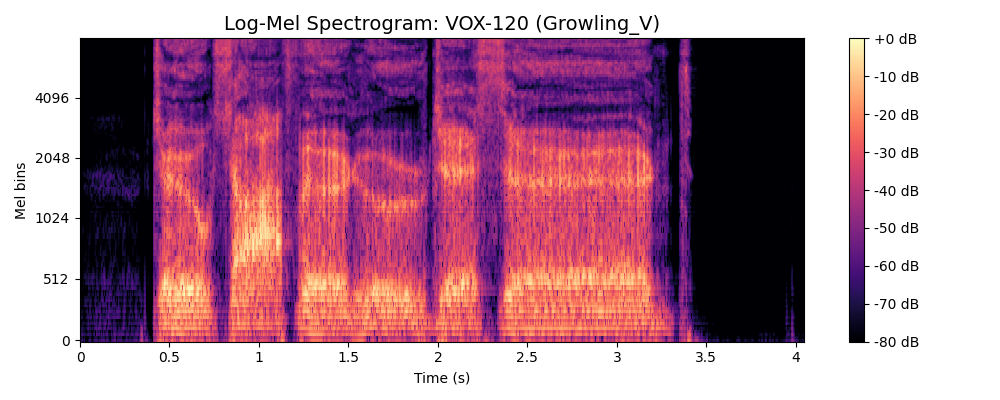 Log-Mel Spectrogram: VOX-120 (Growling_V)
+0 dB
-10 dB
4096
-20 dB
2048
-30 dB
Mel bins
-40 dB
1024
-50 dB
512
-60 dB
-70 dB
0
-80 dB
0 0.5 1 1.5 2 2.5 3 3.5 4
Time (s)